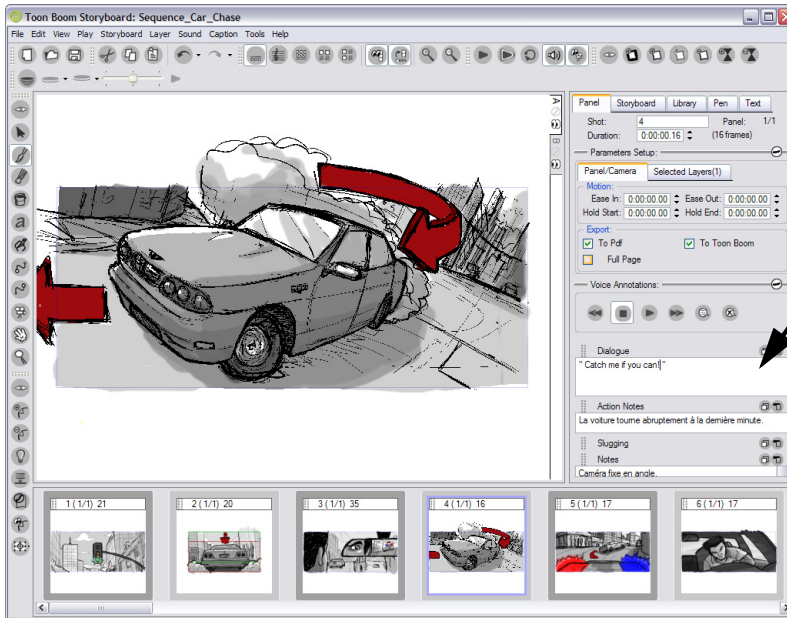 Toon Boom Storyboard: Sequence_Car_Chase
File Edit View Play Storyboard Layer Sound Caption Tools Help
Panel Storyboard Library Pen Text
Shot: 4 Panel: 1/1
Duration: 0:00:00.16 (16 frames)
Parameters Setup:
Panel/Camera Selected Layers(1)
Motion:
Ease In: 0:00:00.00 Ease Out: 0:00:00.00
Hold Start: 0:00:00.00 Hold End: 0:00:00.00
Export:
To Pdf To Toon Boom
Full Page
Voice Annotations:
Dialogue
" Catch me if you can! "
Action Notes
La voiture tourne abruptement à la dernière minute.
Slugging
Notes
Caméra fixe en angle.
1 ( 1/1) 21
2 ( 1/1) 20
3 ( 1/1) 35
4 ( 1/1) 16
5 ( 1/1) 17
6 ( 1/1) 17